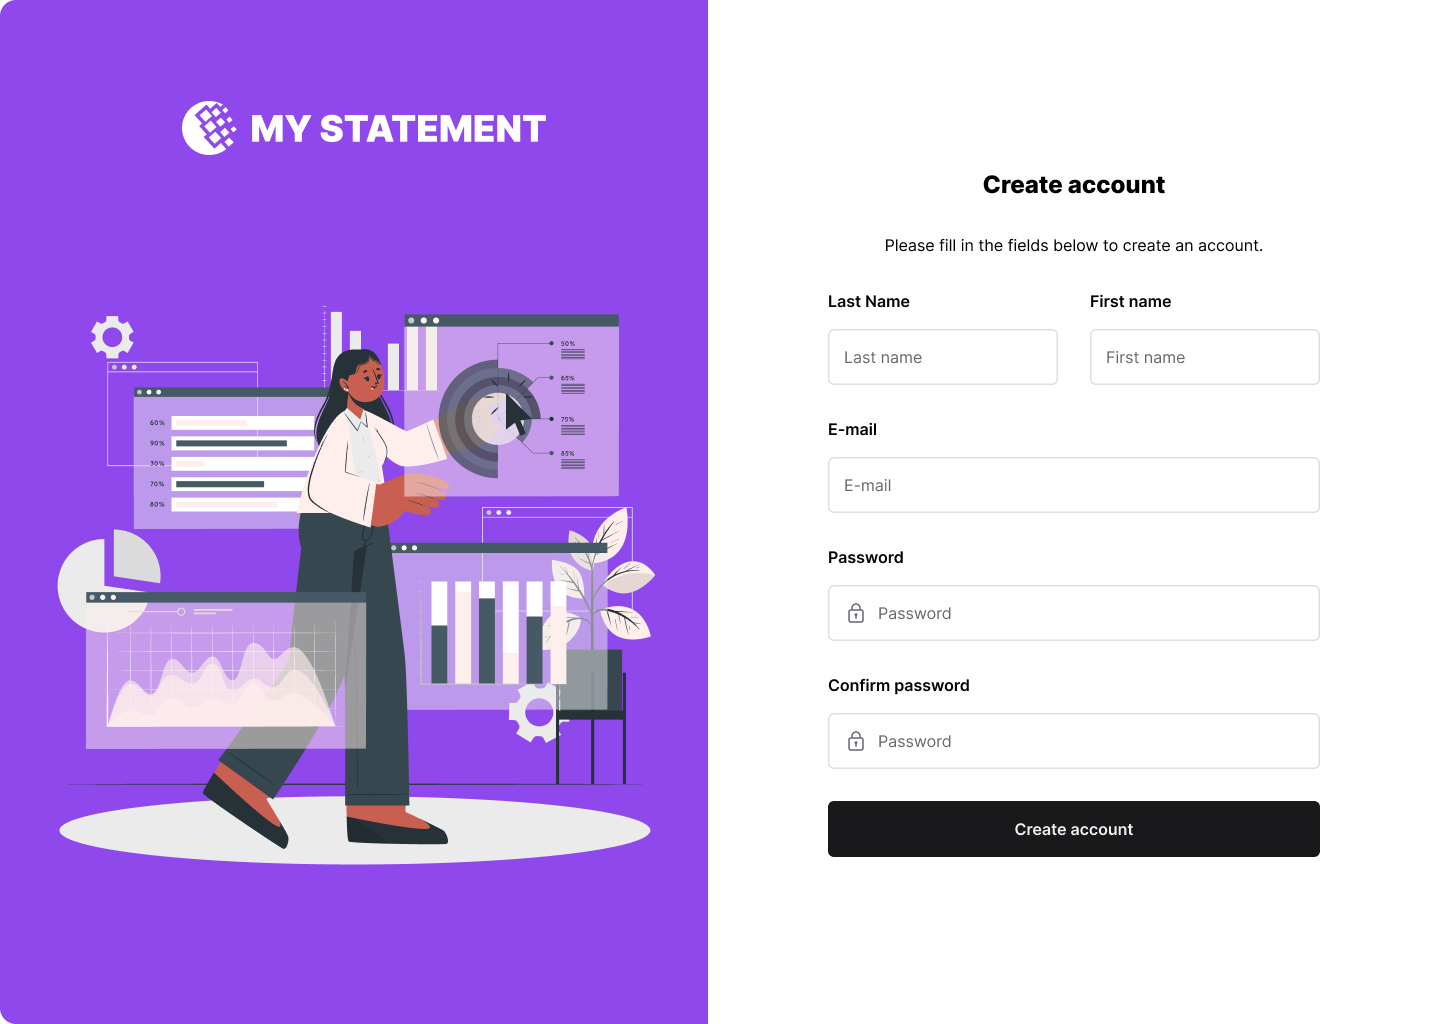 MY STATEMENT
60%
90%
30%
70%
80%
50%
65%
75%
85%
Create account
Please fill in the fields below to create an account.
Last Name
First name
Last name
First name
E-mail
E-mail
Password
Password
Confirm password
Password
Create account